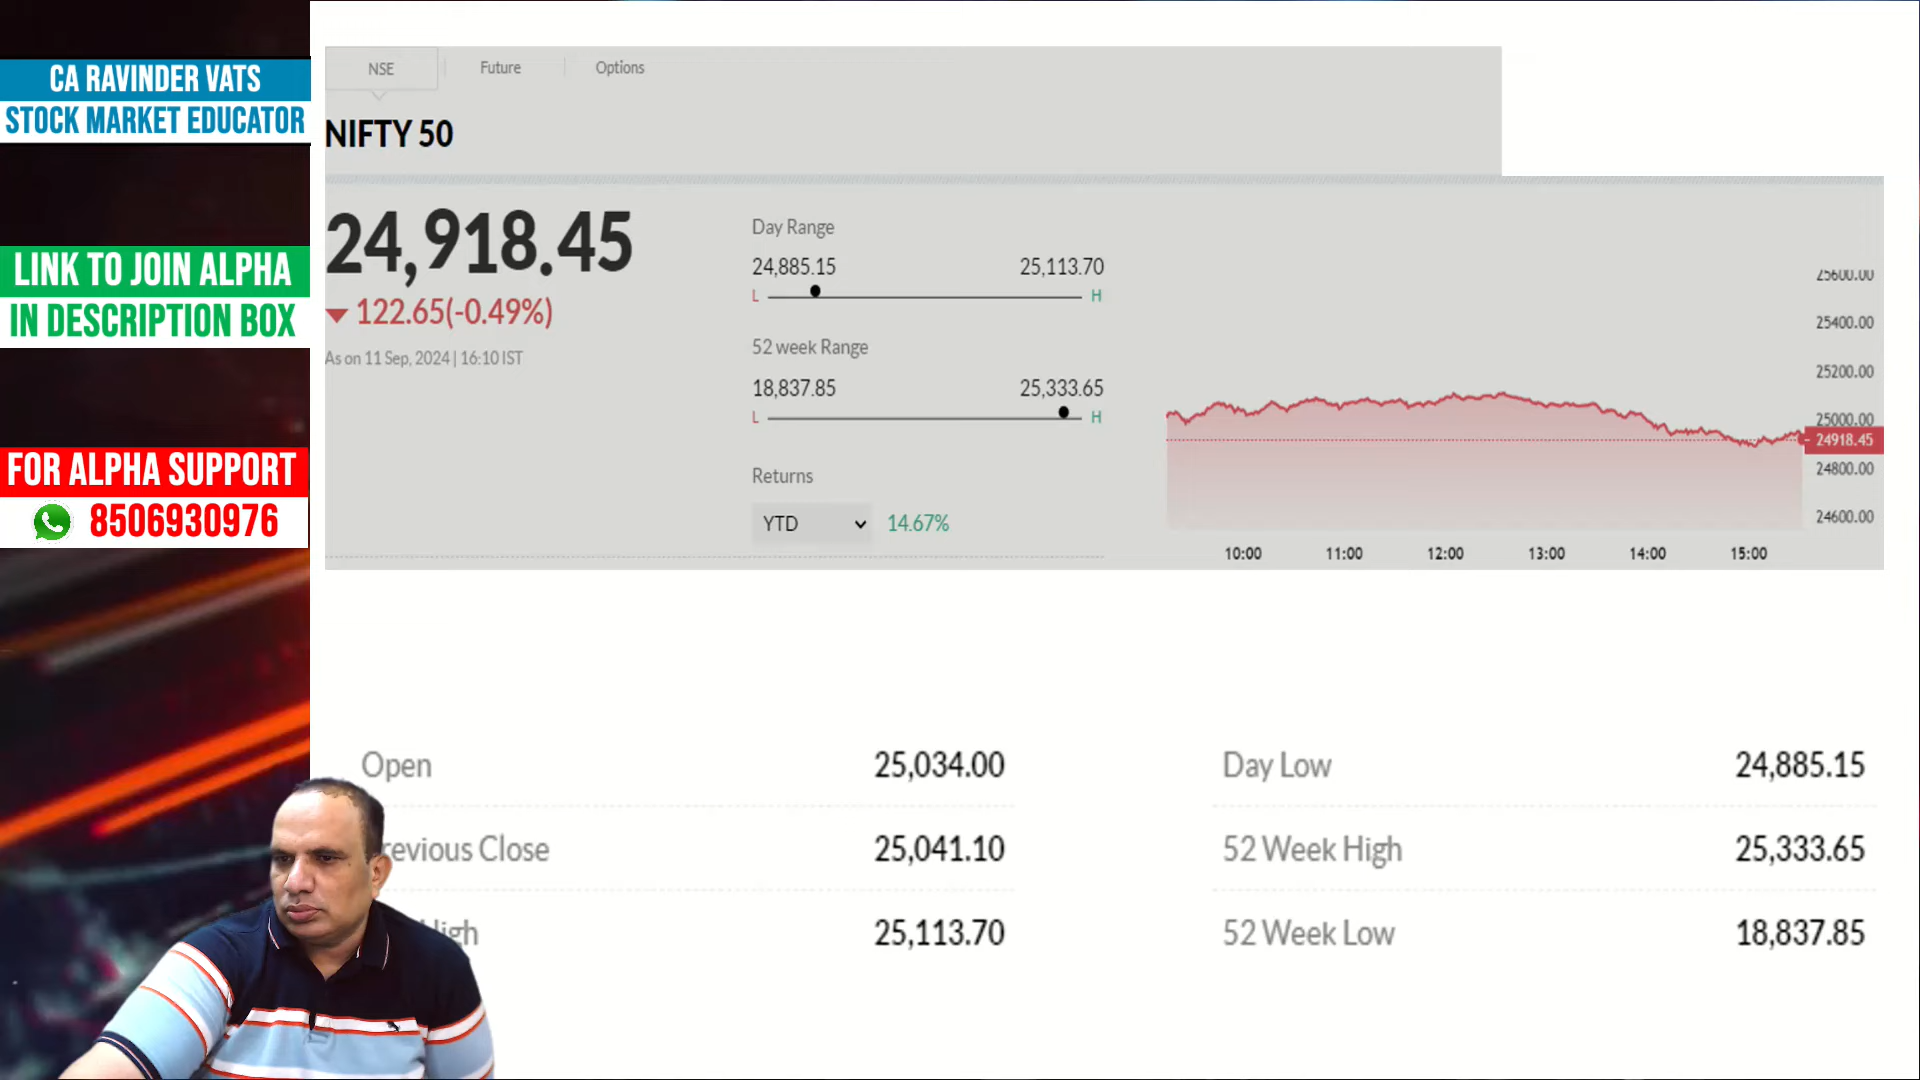 CA RAVINDER VATS
STOCK MARKET EDUCATOR
LINK TO JOIN ALPHA
IN DESCRIPTION BOX
FOR ALPHA SUPPORT
8506930976
NSE
Future
Options
NIFTY 50
24,918.45
122.65(-0.49%)
As on 11 Sep, 2024 | 16:10 IST
Day Range
24,885.15 25,113.70
L H
52 week Range
18,837.85 25,333.65
L H
Returns
YTD 14.67%
25600.00
25400.00
25200.00
25000.00
24918.45
24800.00
24600.00
10:00 11:00 12:00 13:00 14:00 15:00
Open 25,034.00
Day Low 24,885.15
revious Close 25,041.10
52 Week High 25,333.65
High 25,113.70
52 Week Low 18,837.85